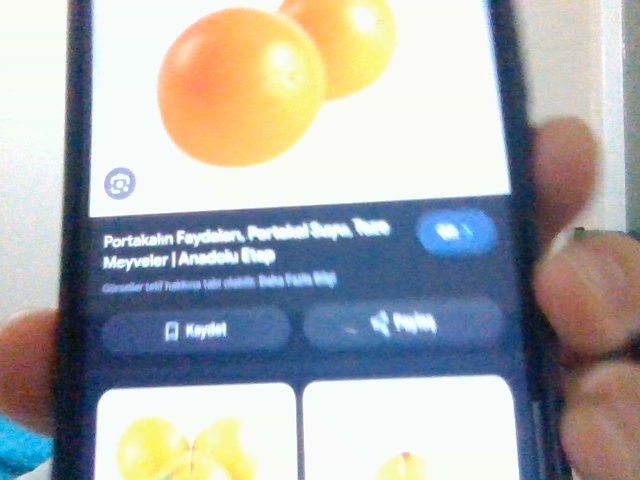 Portakalın Faydaları, Portakal Suyu, Taze
Meyveler | Anadolu Etap
Görseller telif hakkına tabi olabilir. Daha Fazla Bilgi
Kaydet
Paylaş